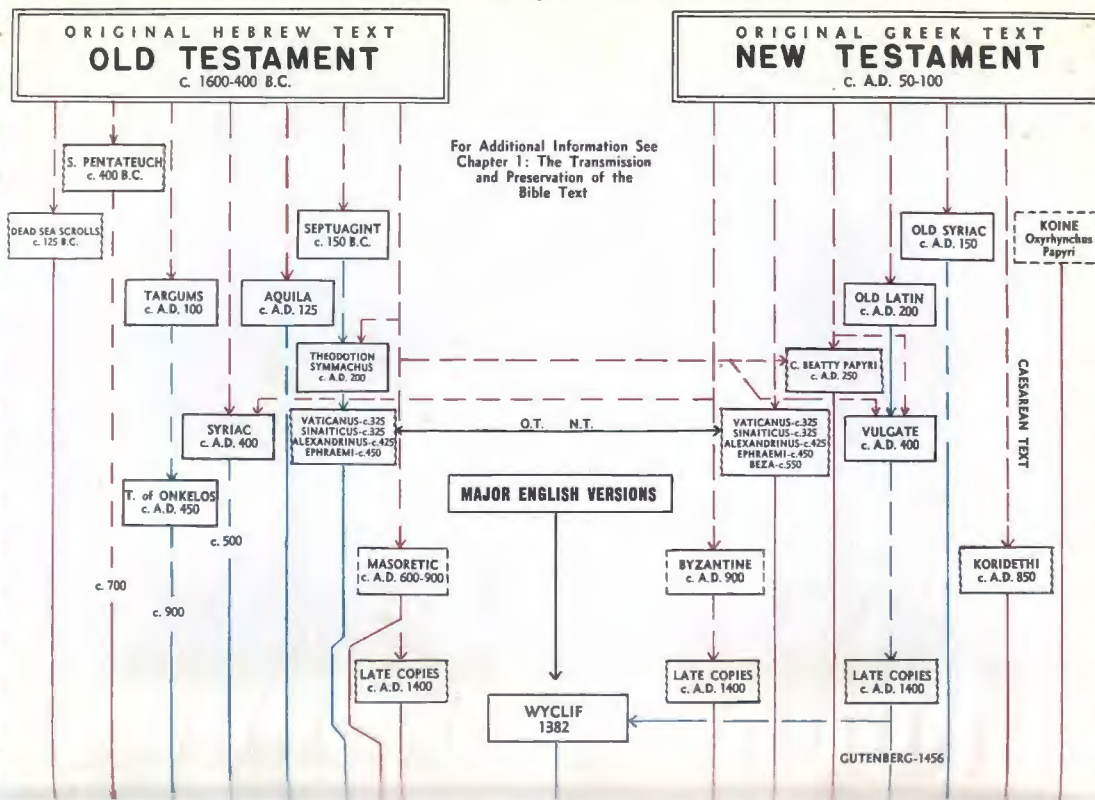 ORIGINAL HEBREW TEXT
OLD TESTAMENT
c. 1600-400 B.C.
ORIGINAL GREEK TEXT
NEW TESTAMENT
c. A.D. 50-100
For Additional Information See
Chapter 1: The Transmission
and Preservation of the
Bible Text
S. PENTATEUCH
c. 400 B.C.
DEAD SEA SCROLLS
c. 125 B.C.
SEPTUAGINT
c. 150 B.C.
OLD SYRIAC
c. A.D. 150
KOINE
Oxyrhynchus
Papyri
TARGUMS
c. A.D. 100
AQUILA
c. A.D. 125
OLD LATIN
c. A.D. 200
THEODOTION
SYMMACHUS
c. A.D. 200
C. BEATTY PAPYRI
c. A.D. 250
CAESAREAN TEXT
SYRIAC
c. A.D. 400
VATICANUS-c.325
SINAITICUS-c.325
ALEXANDRINUS-c.425
EPHRAEMI-c.450
O.T. N.T.
VATICANUS-c.325
SINAITICUS-c.325
ALEXANDRINUS-c.425
EPHRAEMI-c.450
BEZA-c.550
VULGATE
c. A.D. 400
T. of ONKELOS
c. A.D. 450
MAJOR ENGLISH VERSIONS
c. 500
c. 700
c. 900
MASORETIC
c. A.D. 600-900
BYZANTINE
c. A.D. 900
KORIDETHI
c. A.D. 850
LATE COPIES
c. A.D. 1400
WYCLIF
1382
LATE COPIES
c. A.D. 1400
LATE COPIES
c. A.D. 1400
GUTENBERG-1456